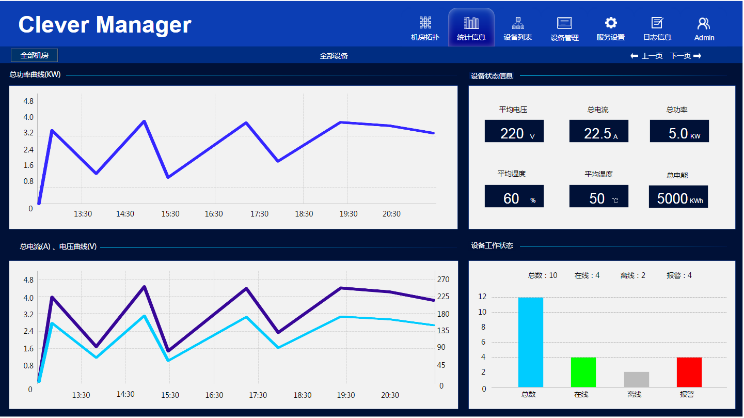 Clever Manager
机房拓扑 统计信息 设备列表 设备管理 服务设置 日志信息 Admin
全部机房 全部设备 上一页 下一页
总功率曲线(KW)
4.8
4.0
3.2
2.4
1.6
0.8
0
13:30 14:30 15:30 16:30 17:30 18:30 19:30 20:30
设备状态信息
平均电压 总电流 总功率
220 V 22.5 A 5.0 KW
平均湿度 平均温度 总电能
60 % 50 ℃ 5000 KWh
总电流(A) 、电压曲线(V)
4.8 270
4.0 225
3.2 180
2.4 135
1.6 90
0.8 45
0 0
13:30 14:30 15:30 16:30 17:30 18:30 19:30 20:30
设备工作状态
总数：10 在线：4 离线：2 报警：4
12
10
8
6
4
2
0
总数 在线 离线 报警